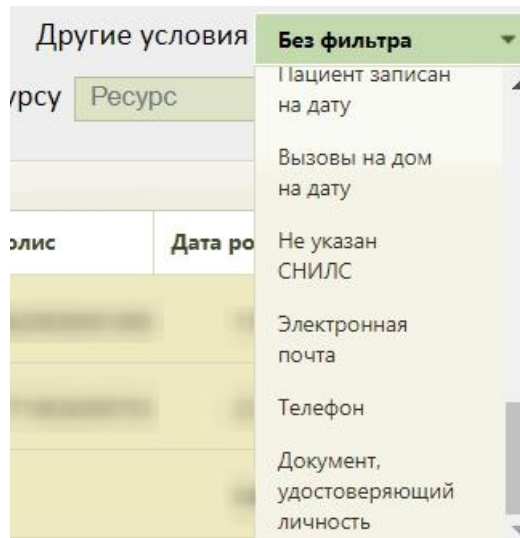 Другие условия
Без фильтра
урсу
Ресурс
Пациент записан
на дату
Вызовы на дом
на дату
олис
Дата ро
Не указан
СНИЛС
Электронная
почта
Телефон
Документ,
удостоверяющий
личность